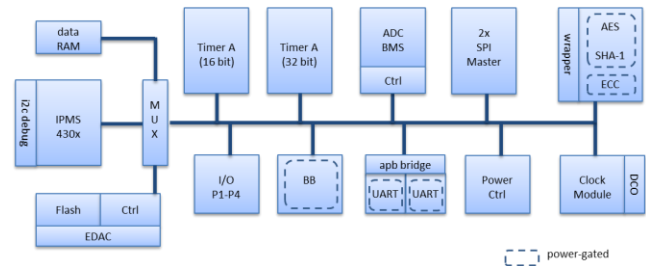 data
RAM
Timer A
(16 bit)
Timer A
(32 bit)
ADC
BMS
Ctrl
2x
SPI
Master
wrapper
AES
SHA-1
ECC
i2c debug
IPMS
430x
M
U
X
Flash
Ctrl
EDAC
I/O
P1-P4
BB
apb bridge
UART
UART
Power
Ctrl
Clock
Module
DCO
power-gated